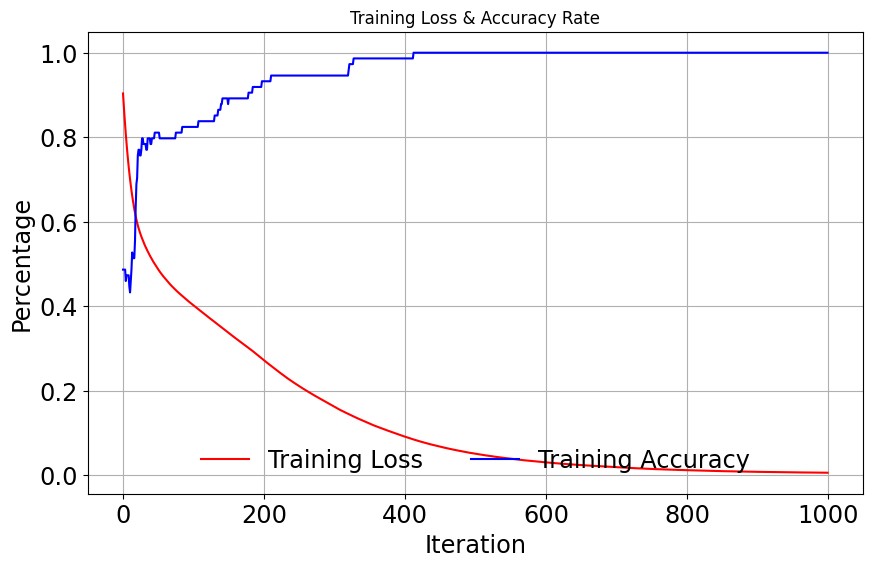 Training Loss & Accuracy Rate
1.0
0.8
0.6
0.4
0.2
0.0
Percentage
Training Loss Training Accuracy
0 200 400 600 800 1000
Iteration